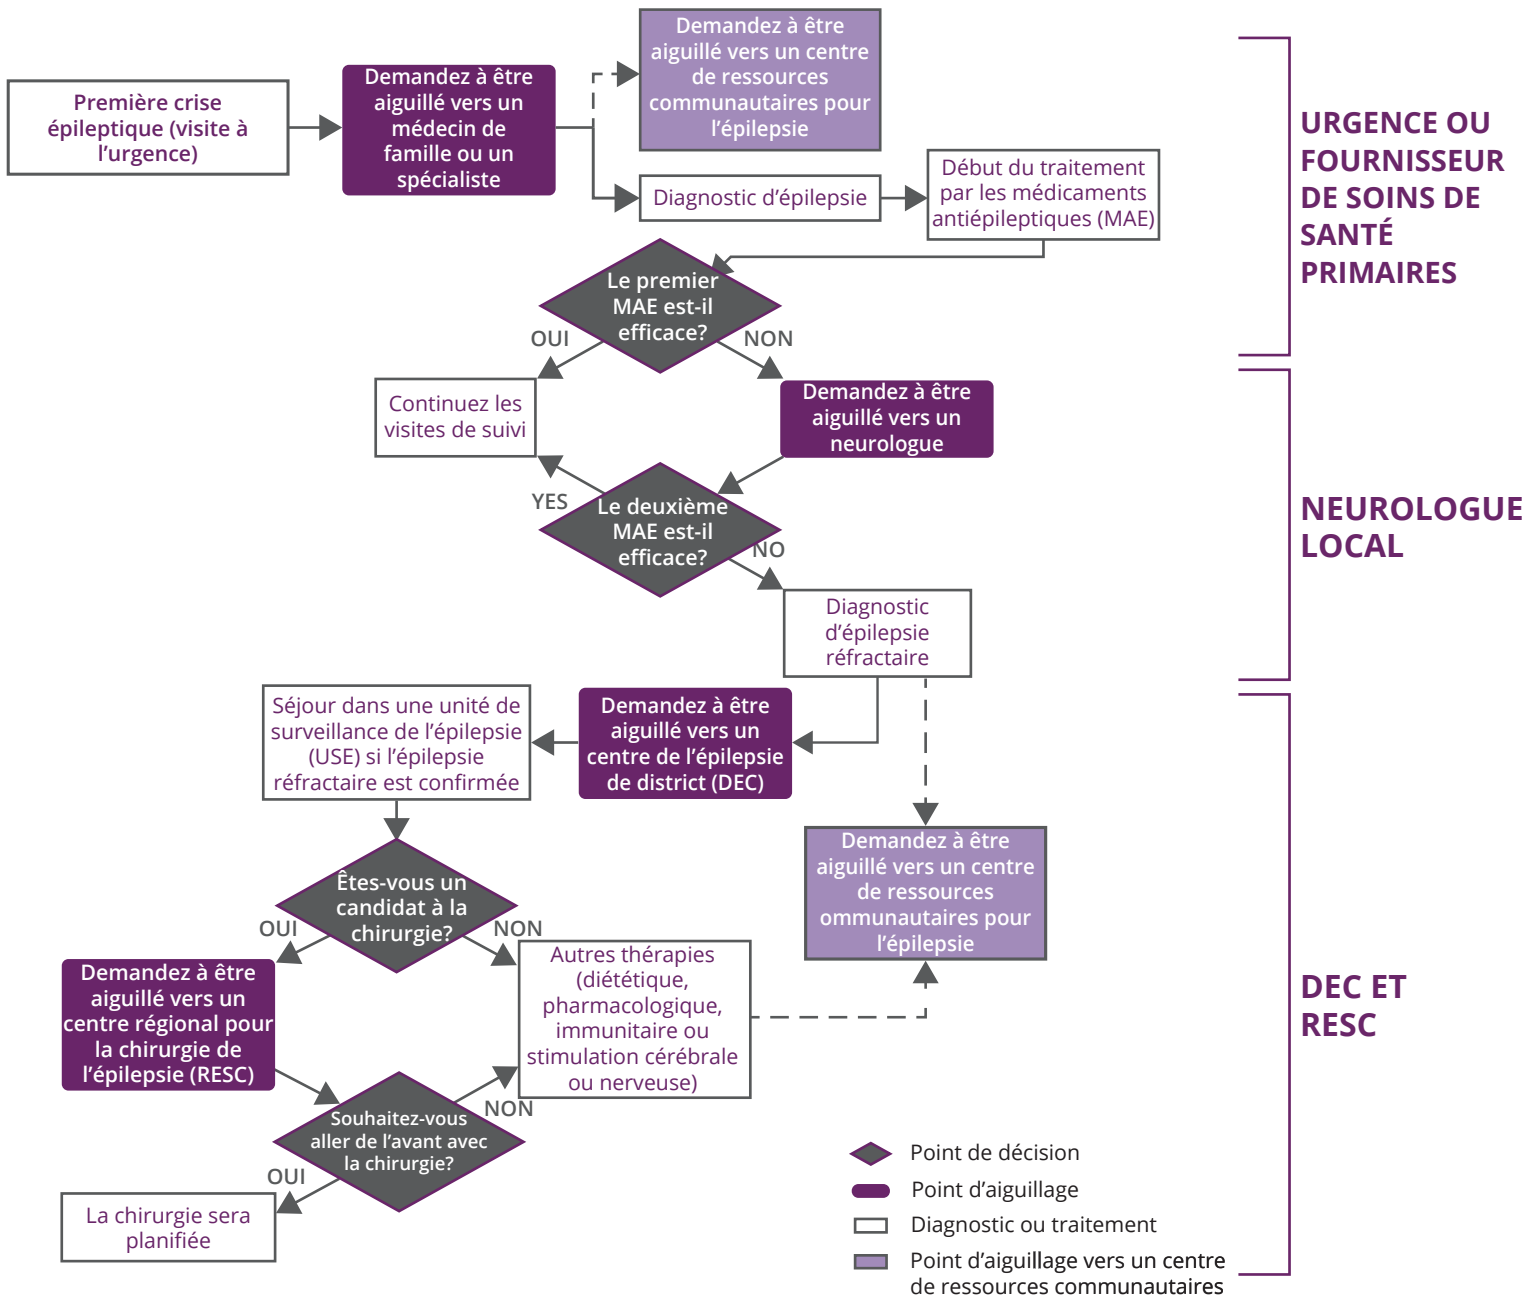 Première crise
épileptique (visite à
l’urgence)
Demandez à être
aiguillé vers un
médecin de
famille ou un
spécialiste
Demandez à être
aiguillé vers un centre
de ressources
communautaires pour
l’épilepsie
Diagnostic d’épilepsie
Début du traitement
par les médicaments
antiépileptiques (MAE)
URGENCE OU
FOURNISSEUR
DE SOINS DE
SANTÉ
PRIMAIRES
Le premier
MAE est-il
efficace?
OUI
NON
Continuez les
visites de suivi
Demandez à être
aiguillé vers un
neurologue
YES
Le deuxième
MAE est-il
efficace?
NO
NEUROLOGUE
LOCAL
Diagnostic
d’épilepsie
réfractaire
Demandez à être
aiguillé vers un
centre de l’épilepsie
de district (DEC)
Séjour dans une unité de
surveillance de l’épilepsie
(USE) si l’épilepsie
réfractaire est confirmée
Demandez à être
aiguillé vers un centre
de ressources
ommunautaires pour
l’épilepsie
Êtes-vous un
candidat à la
chirurgie?
OUI
NON
Demandez à être
aiguillé vers un
centre régional pour
la chirurgie de
l’épilepsie (RESC)
Autres thérapies
(diététique,
pharmacologique,
immunitaire ou
stimulation cérébrale
ou nerveuse)
DEC ET
RESC
Souhaitez-vous
aller de l’avant avec
la chirurgie?
NON
OUI
La chirurgie sera
planifiée
Point de décision
Point d’aiguillage
Diagnostic ou traitement
Point d’aiguillage vers un centre
de ressources communautaires